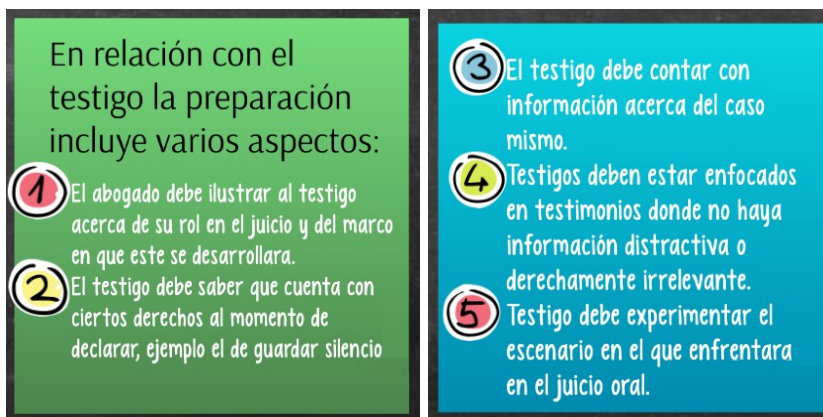 En relación con el
testigo la preparación
incluye varios aspectos:
1 El abogado debe ilustrar al testigo
acerca de su rol en el juicio y del marco
en que este se desarrollara.
2 El testigo debe saber que cuenta con
ciertos derechos al momento de
declarar, ejemplo el de guardar silencio
3 El testigo debe contar con
información acerca del caso
mismo.
4 Testigos deben estar enfocados
en testimonios donde no haya
información distractiva o
derechamente irrelevante.
5 Testigo debe experimentar el
escenario en el que enfrentara
en el juicio oral.